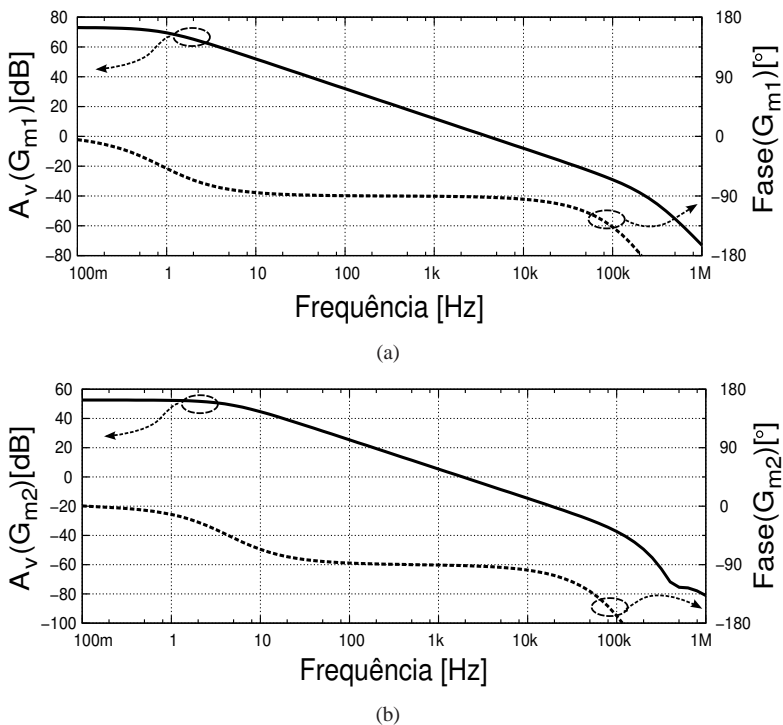 80
60
40
20
0
−20
−40
−60
−80
A_v(G_m1)[dB]
180
90
0
−90
−180
Fase(G_m1)[°]
100m 1 10 100 1k 10k 100k 1M
Frequência [Hz]
(a)
60
40
20
0
−20
−40
−60
−80
−100
A_v(G_m2)[dB]
180
90
0
−90
−180
Fase(G_m2)[°]
100m 1 10 100 1k 10k 100k 1M
Frequência [Hz]
(b)